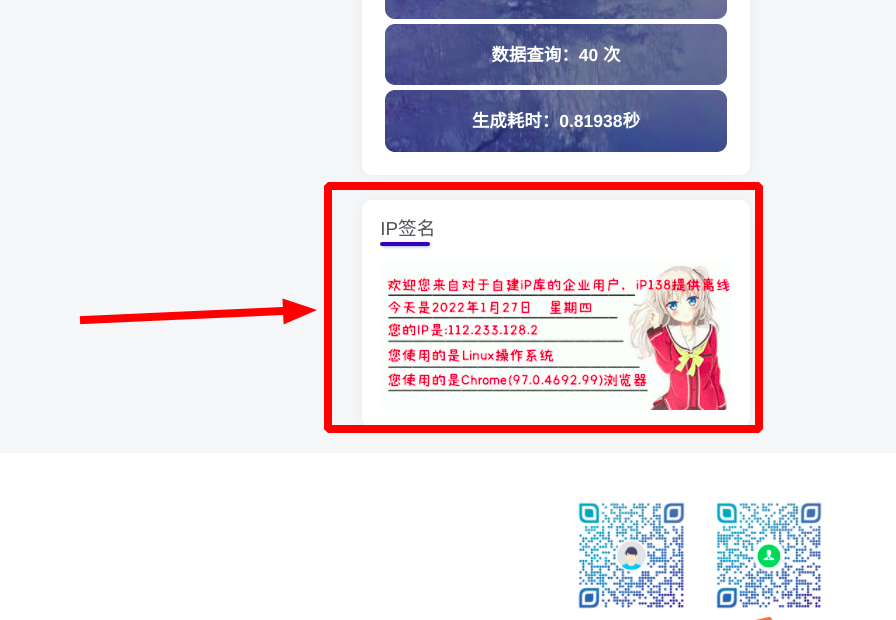 数据查询：40 次
生成耗时：0.81938秒
IP签名
欢迎您来自对于自建iP库的企业用户，iP138提供离线
今天是2022年1月27日 星期四
您的IP是:112.233.128.2
您使用的是Linux操作系统
您使用的是Chrome(97.0.4692.99)浏览器